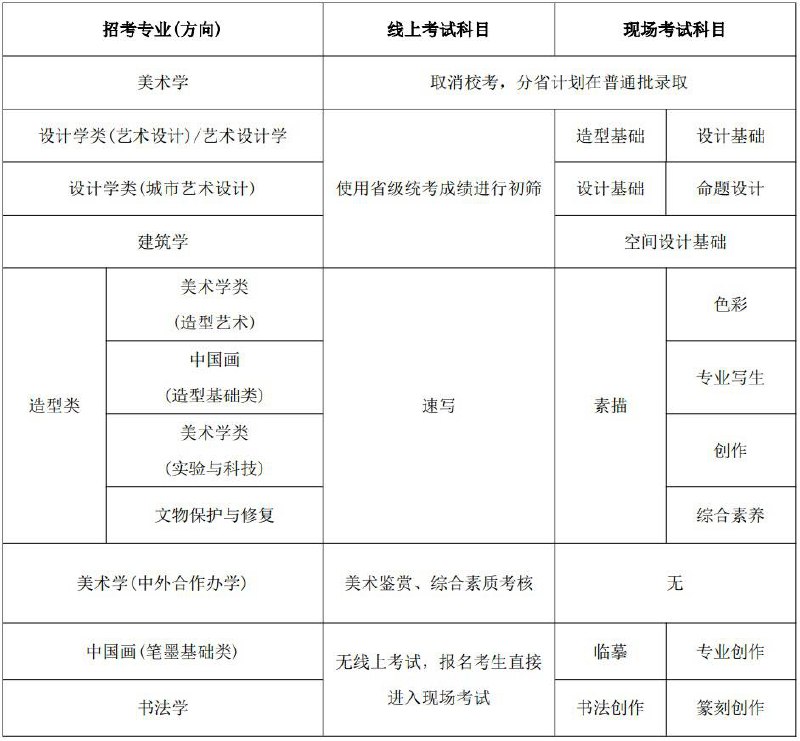 招考专业(方向) 线上考试科目 现场考试科目
美术学 取消校考，分省计划在普通批录取
设计学类(艺术设计)/艺术设计学 造型基础 设计基础
设计学类(城市艺术设计) 使用省级统考成绩进行初筛 设计基础 命题设计
建筑学 空间设计基础
造型类
美术学类
(造型艺术)
中国画
(造型基础类)
美术学类
(实验与科技)
文物保护与修复
速写
素描
色彩
专业写生
创作
综合素养
美术学(中外合作办学) 美术鉴赏、综合素质考核 无
中国画(笔墨基础类) 临摹 专业创作
无线上考试，报名考生直接
进入现场考试
书法学 书法创作 篆刻创作